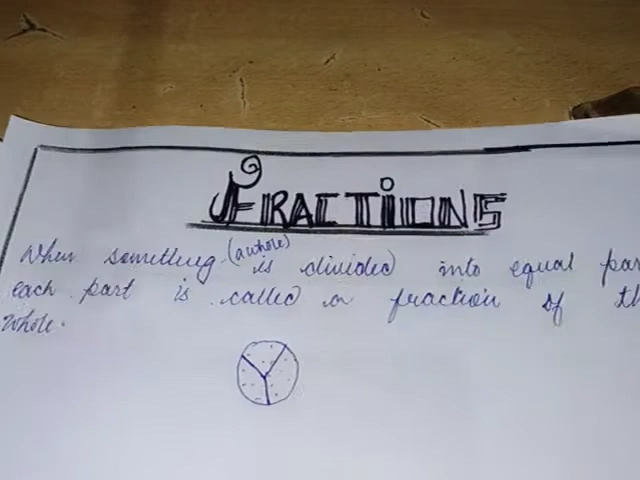 FRACTIONS
When something (a whole) is divided into equal par
each part is called a fraction of th
whole.